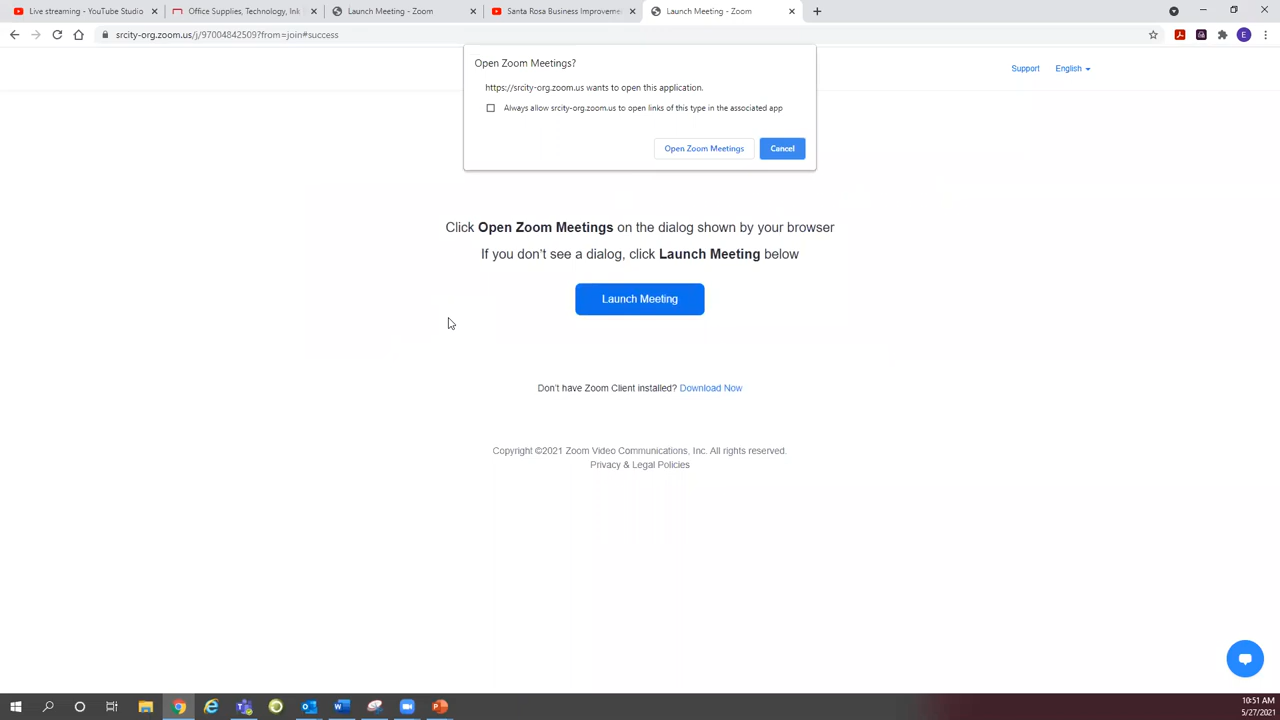 Live streaming - YouTube Studio
Office Supplies, Technology, Ink
Launch Meeting - Zoom
Santa Rosa Business Improveme
Launch Meeting - Zoom
srcity-org.zoom.us/j/97004842509?from=join#success
E
Open Zoom Meetings?
https://srcity-org.zoom.us wants to open this application.
Always allow srcity-org.zoom.us to open links of this type in the associated app
Open Zoom Meetings
Cancel
Support
English
Click Open Zoom Meetings on the dialog shown by your browser
If you don't see a dialog, click Launch Meeting below
Launch Meeting
Don't have Zoom Client installed? Download Now
Copyright ©2021 Zoom Video Communications, Inc. All rights reserved.
Privacy & Legal Policies
10:51 AM
5/27/2021